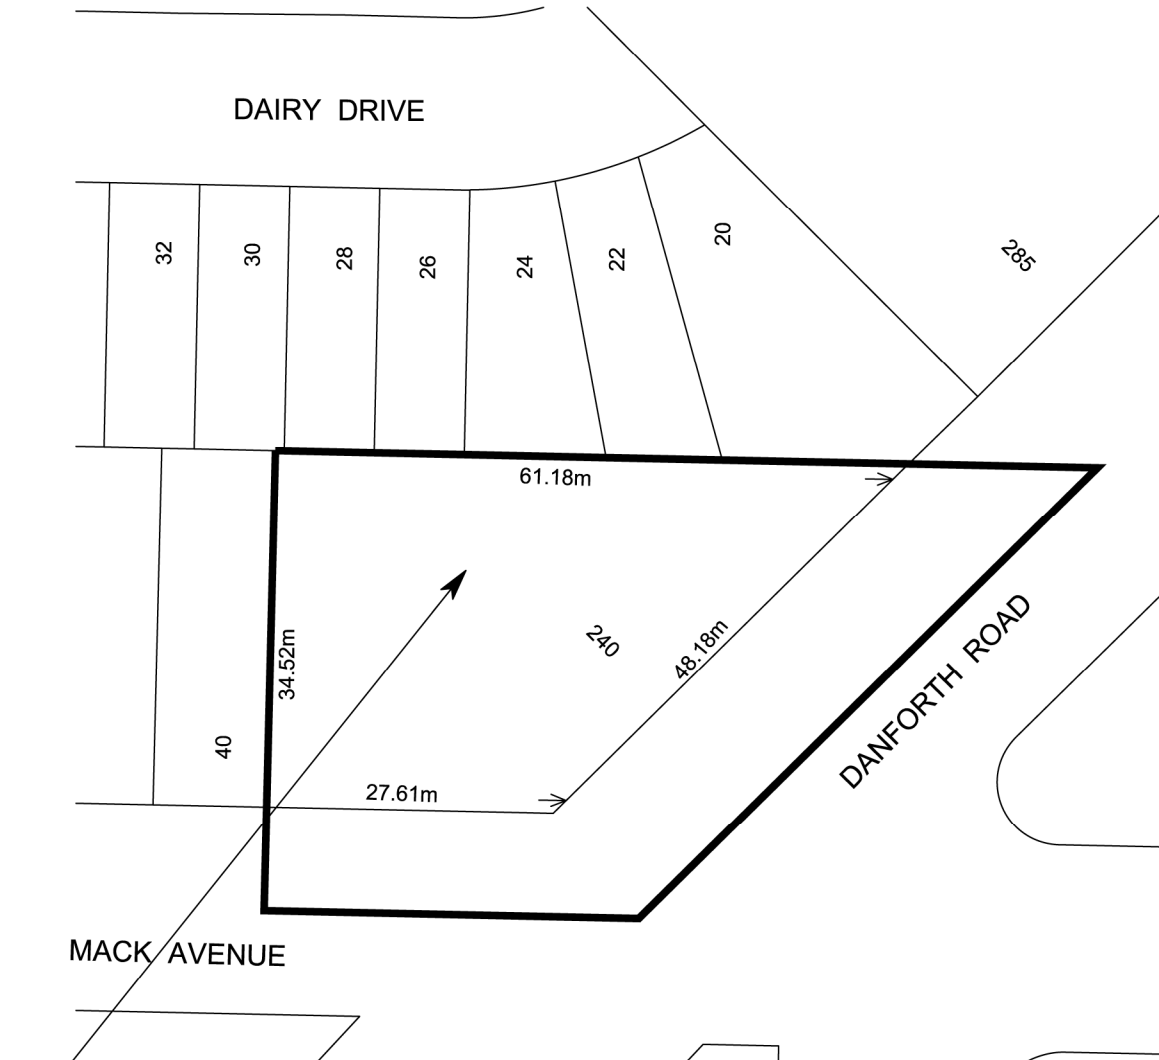 DAIRY DRIVE
32
30
28
26
24
22
20
285
61.18m
34.52m
240
48.18m
40
27.61m
DANFORTH ROAD
MACK AVENUE